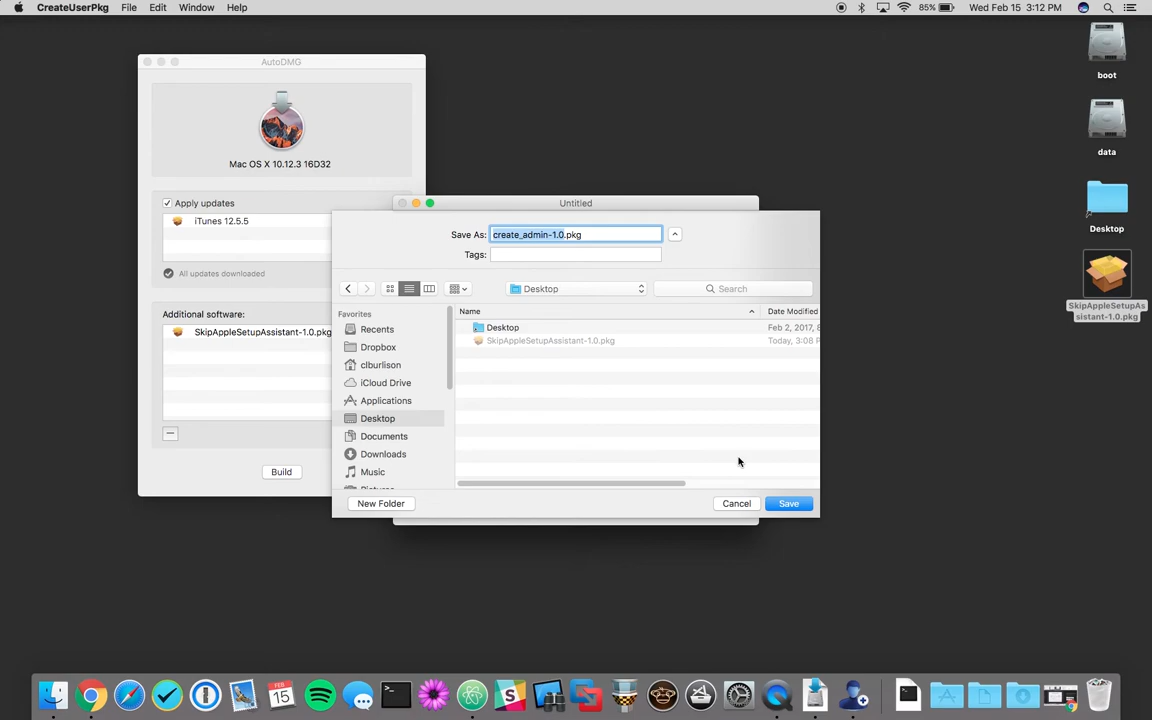 CreateUserPkg File Edit Window Help 85% Wed Feb 15 3:12 PM
boot
data
Desktop
SkipAppleSetupAs
sistant-1.0.pkg
AutoDMG
Mac OS X 10.12.3 16D32
Apply updates
iTunes 12.5.5
All updates downloaded
Additional software:
SkipAppleSetupAssistant-1.0.pkg
Build
Untitled
Save As: create_admin-1.0.pkg
Tags:
Desktop
Search
Favorites
Recents
Dropbox
clburlison
iCloud Drive
Applications
Desktop
Documents
Downloads
Music
Name Date Modified
Desktop Feb 2, 2017, 8
SkipAppleSetupAssistant-1.0.pkg Today, 3:08 P
New Folder Cancel Save
FEB
15